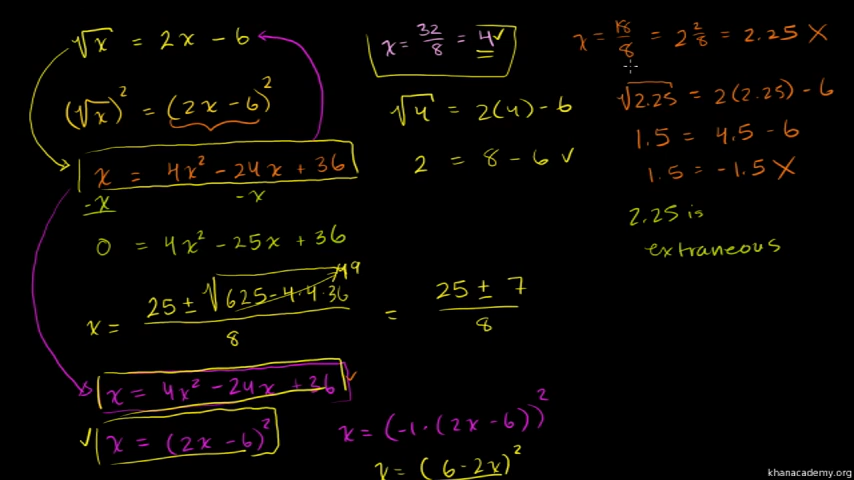 √x = 2x - 6
(√x)² = (2x - 6)²
x = 4x² - 24x + 36
-x -x
0 = 4x² - 25x + 36
x = (25 ± √(625 - 4·4·36))/8 = (25 ± 7)/8
49
x = 4x² - 24x + 36 ✓
✓ x = (2x - 6)²
x = (-1·(2x - 6))²
x = (6 - 2x)²
x = 32/8 = 4 ✓
√4 = 2(4) - 6
2 = 8 - 6 ✓
x = 18/8 = 2 2/8 = 2.25 X
√2.25 = 2(2.25) - 6
1.5 = 4.5 - 6
1.5 = -1.5 X
2.25 is
extraneous
khanacademy.org